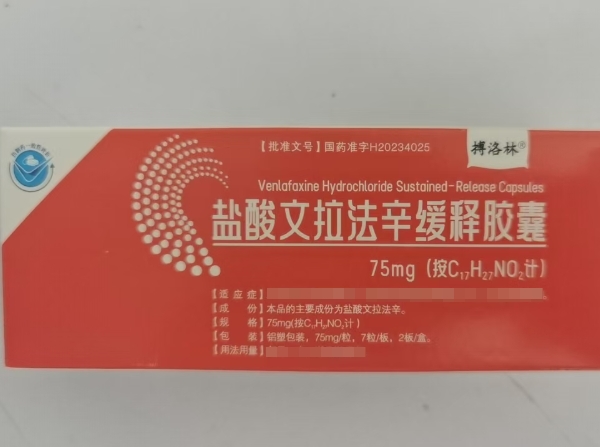 【批准文号】国药准字H20234025
搏洛林®
Venlafaxine Hydrochloride Sustained-Release Capsules
盐酸文拉法辛缓释胶囊
75mg（按C₁₇H₂₇NO₂计）
【适应症】
【成 份】本品的主要成份为盐酸文拉法辛。
【规 格】75mg(按C₁₇H₂₇NO₂计)
【包 装】铝塑包装，75mg/粒，7粒/板，2板/盒。
【用法用量】